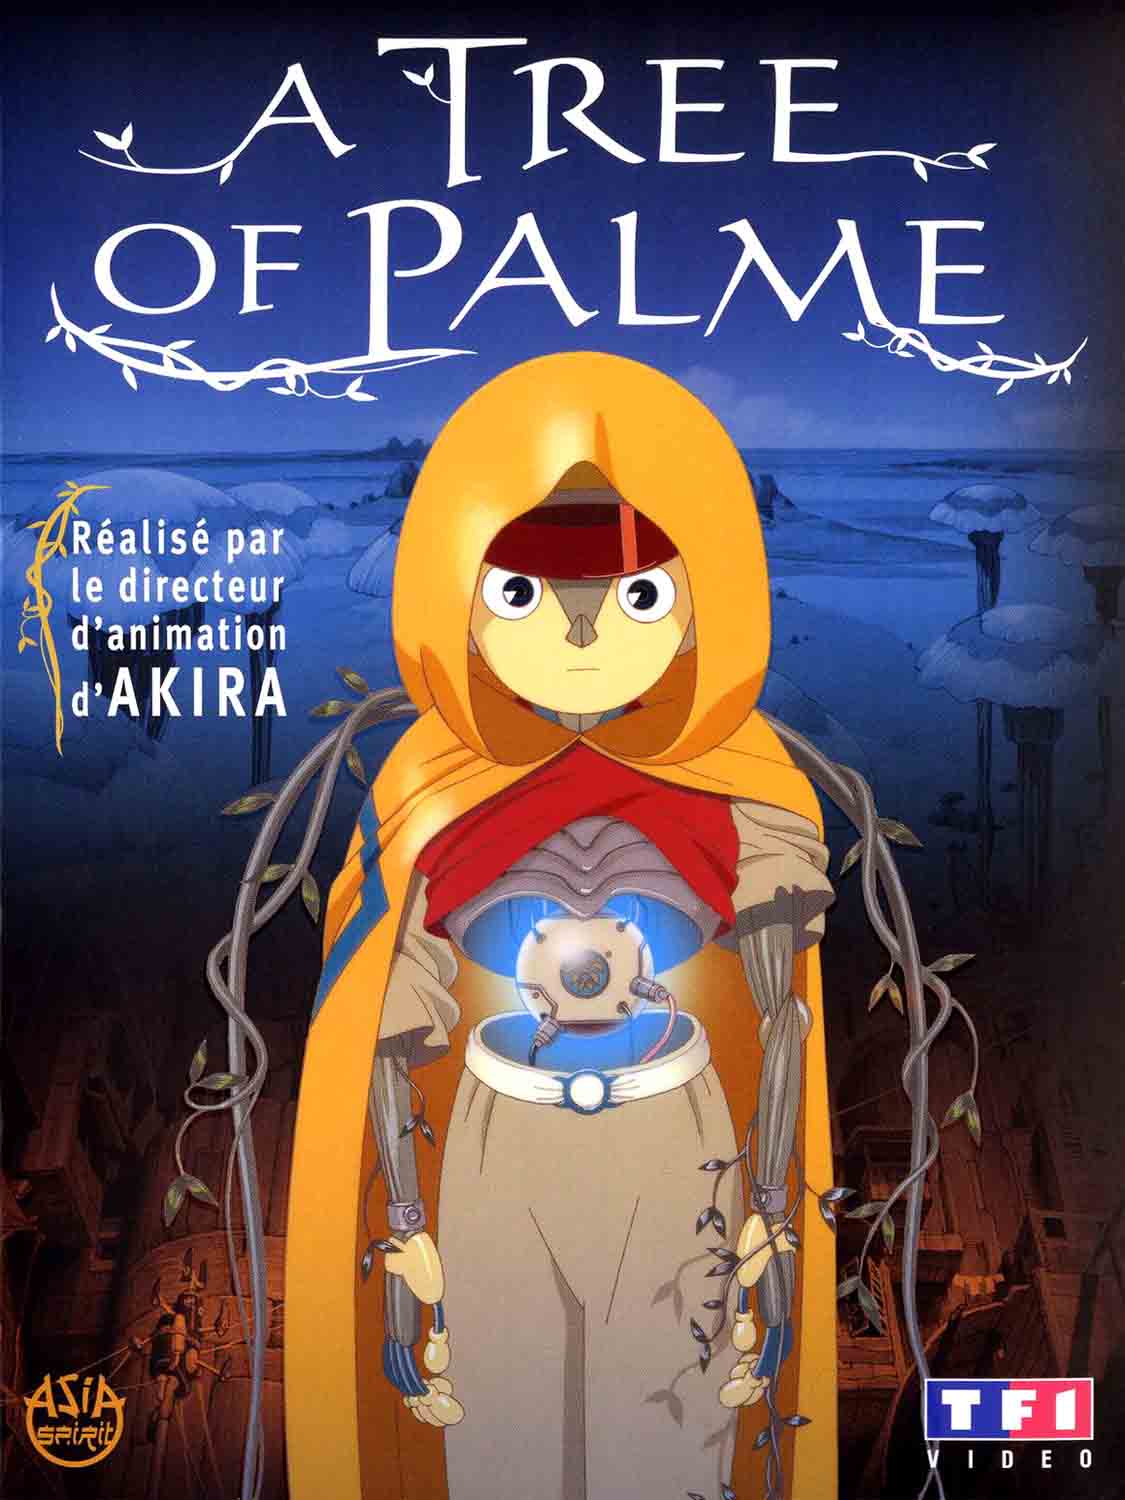 A TREE
OF PALME
Réalisé par
le directeur
d'animation
d'AKIRA
ASIA
SPIRIT
TF1
VIDEO